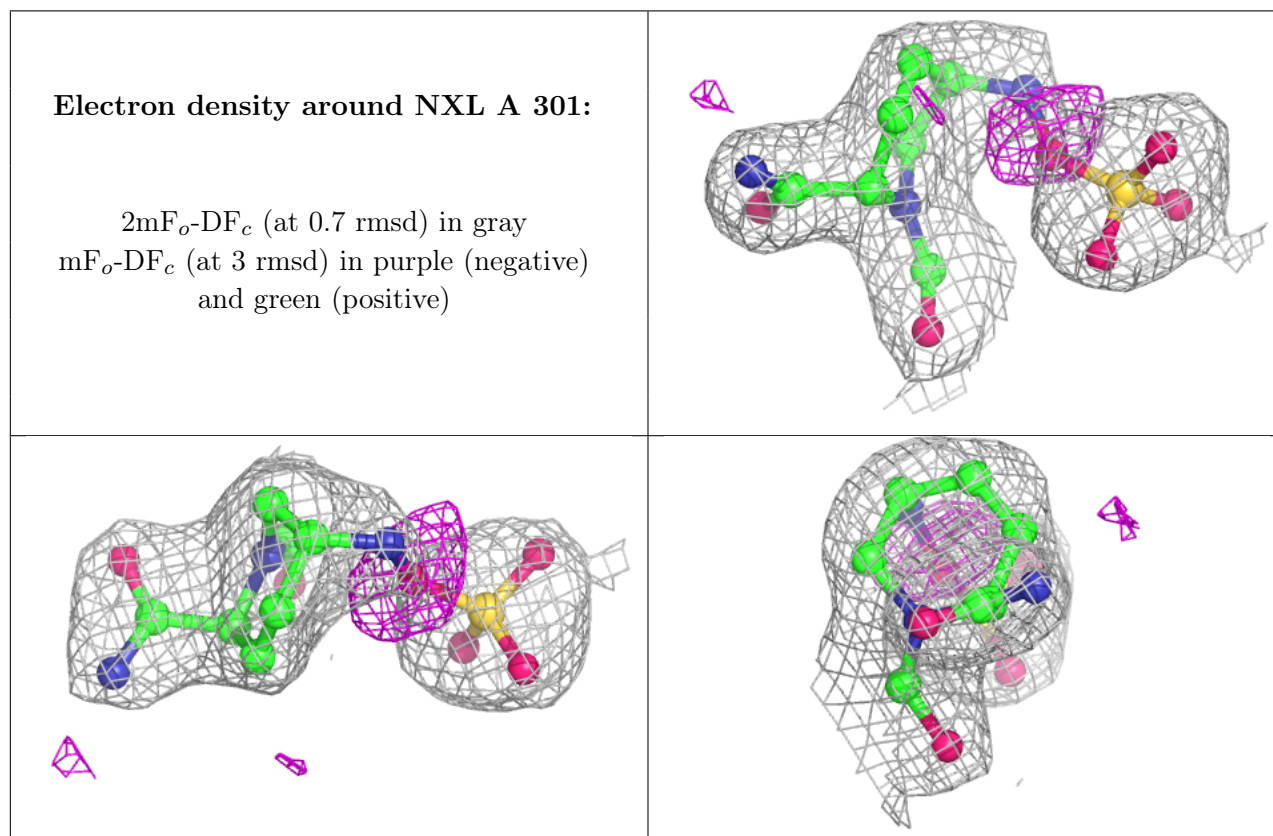 Electron density around NXL A 301:
2mFₒ-DF𝒸 (at 0.7 rmsd) in gray
mFₒ-DF𝒸 (at 3 rmsd) in purple (negative)
and green (positive)